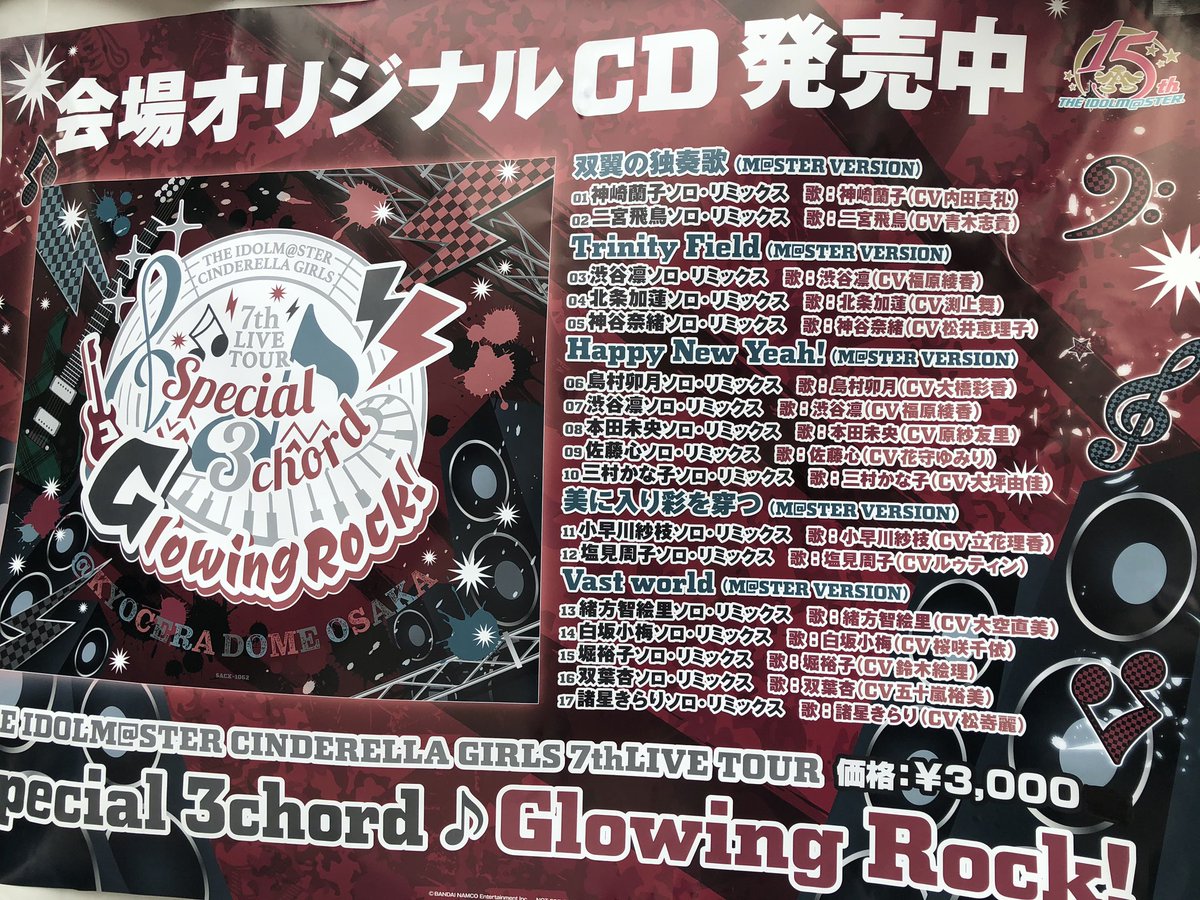 会場オリジナルCD発売中
15th
THE IDOLM@STER
THE IDOLM@STER
CINDERELLA GIRLS
7th
LIVE
TOUR
Special
3chord
Glowing Rock!
@KYOCERA DOME OSAKA
SACX-1062
双翼の独奏歌 (M@STER VERSION)
01 神崎蘭子ソロ・リミックス 歌:神崎蘭子(CV内田真礼)
02 二宮飛鳥ソロ・リミックス 歌:二宮飛鳥(CV青木志貴)
Trinity Field (M@STER VERSION)
03 渋谷凛ソロ・リミックス 歌:渋谷凛(CV福原綾香)
04 北条加蓮ソロ・リミックス 歌:北条加蓮(CV渕上舞)
05 神谷奈緒ソロ・リミックス 歌:神谷奈緒(CV松井恵理子)
Happy New Yeah! (M@STER VERSION)
06 島村卯月ソロ・リミックス 歌:島村卯月(CV大橋彩香)
07 渋谷凛ソロ・リミックス 歌:渋谷凛(CV福原綾香)
08 本田未央ソロ・リミックス 歌:本田未央(CV原紗友里)
09 佐藤心ソロ・リミックス 歌:佐藤心(CV花守ゆみり)
10 三村かな子ソロ・リミックス 歌:三村かな子(CV大坪由佳)
美に入り彩を穿つ (M@STER VERSION)
11 小早川紗枝ソロ・リミックス 歌:小早川紗枝(CV立花理香)
12 塩見周子ソロ・リミックス 歌:塩見周子(CVルゥティン)
Vast world (M@STER VERSION)
13 緒方智絵里ソロ・リミックス 歌:緒方智絵里(CV大空直美)
14 白坂小梅ソロ・リミックス 歌:白坂小梅(CV桜咲千依)
15 堀裕子ソロ・リミックス 歌:堀裕子(CV鈴木絵理)
16 双葉杏ソロ・リミックス 歌:双葉杏(CV五十嵐裕美)
17 諸星きらりソロ・リミックス 歌:諸星きらり(CV松嵜麗)
E IDOLM@STER CINDERELLA GIRLS 7thLIVE TOUR 価格:¥3,000
pecial 3chord♪Glowing Rock!
©BANDAI NAMCO Entertainment Inc.